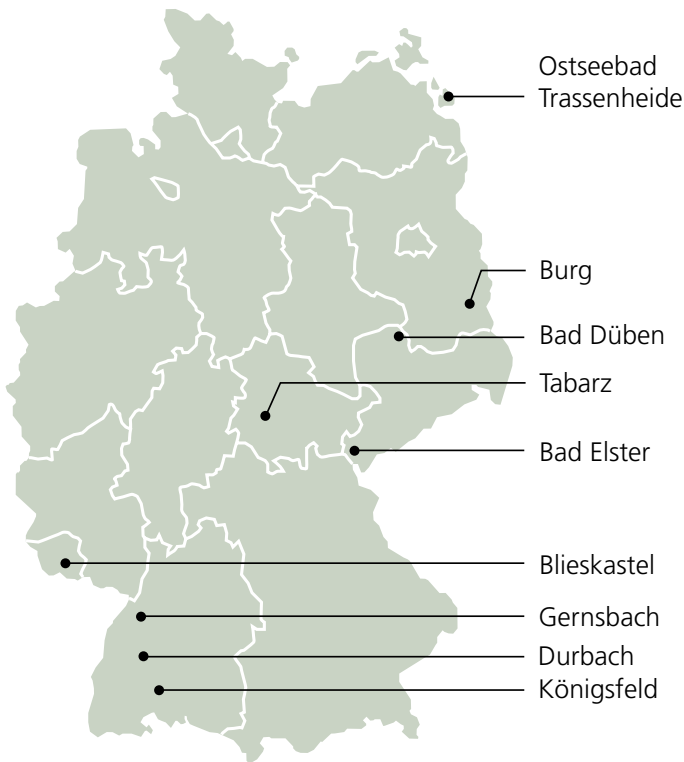 Ostseebad
Trassenheide
Burg
Bad Düben
Tabarz
Bad Elster
Blieskastel
Gernsbach
Durbach
Königsfeld